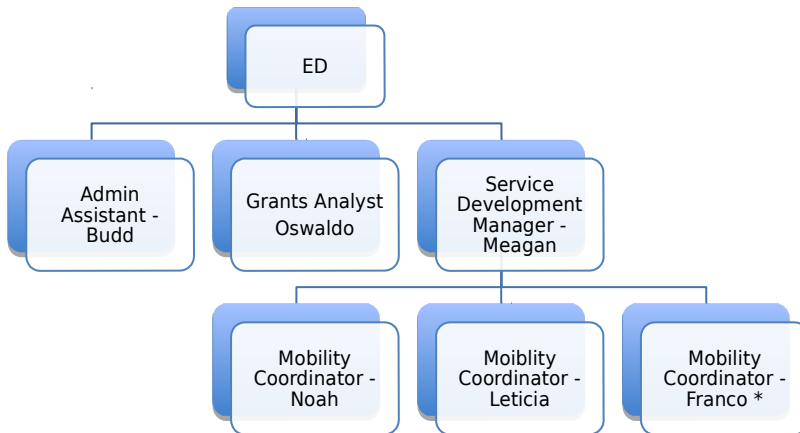 ED
Admin
Assistant -
Budd
Grants Analyst
Oswaldo
Service
Development
Manager -
Meagan
Mobility
Coordinator -
Noah
Moiblity
Coordinator -
Leticia
Mobility
Coordinator -
Franco *